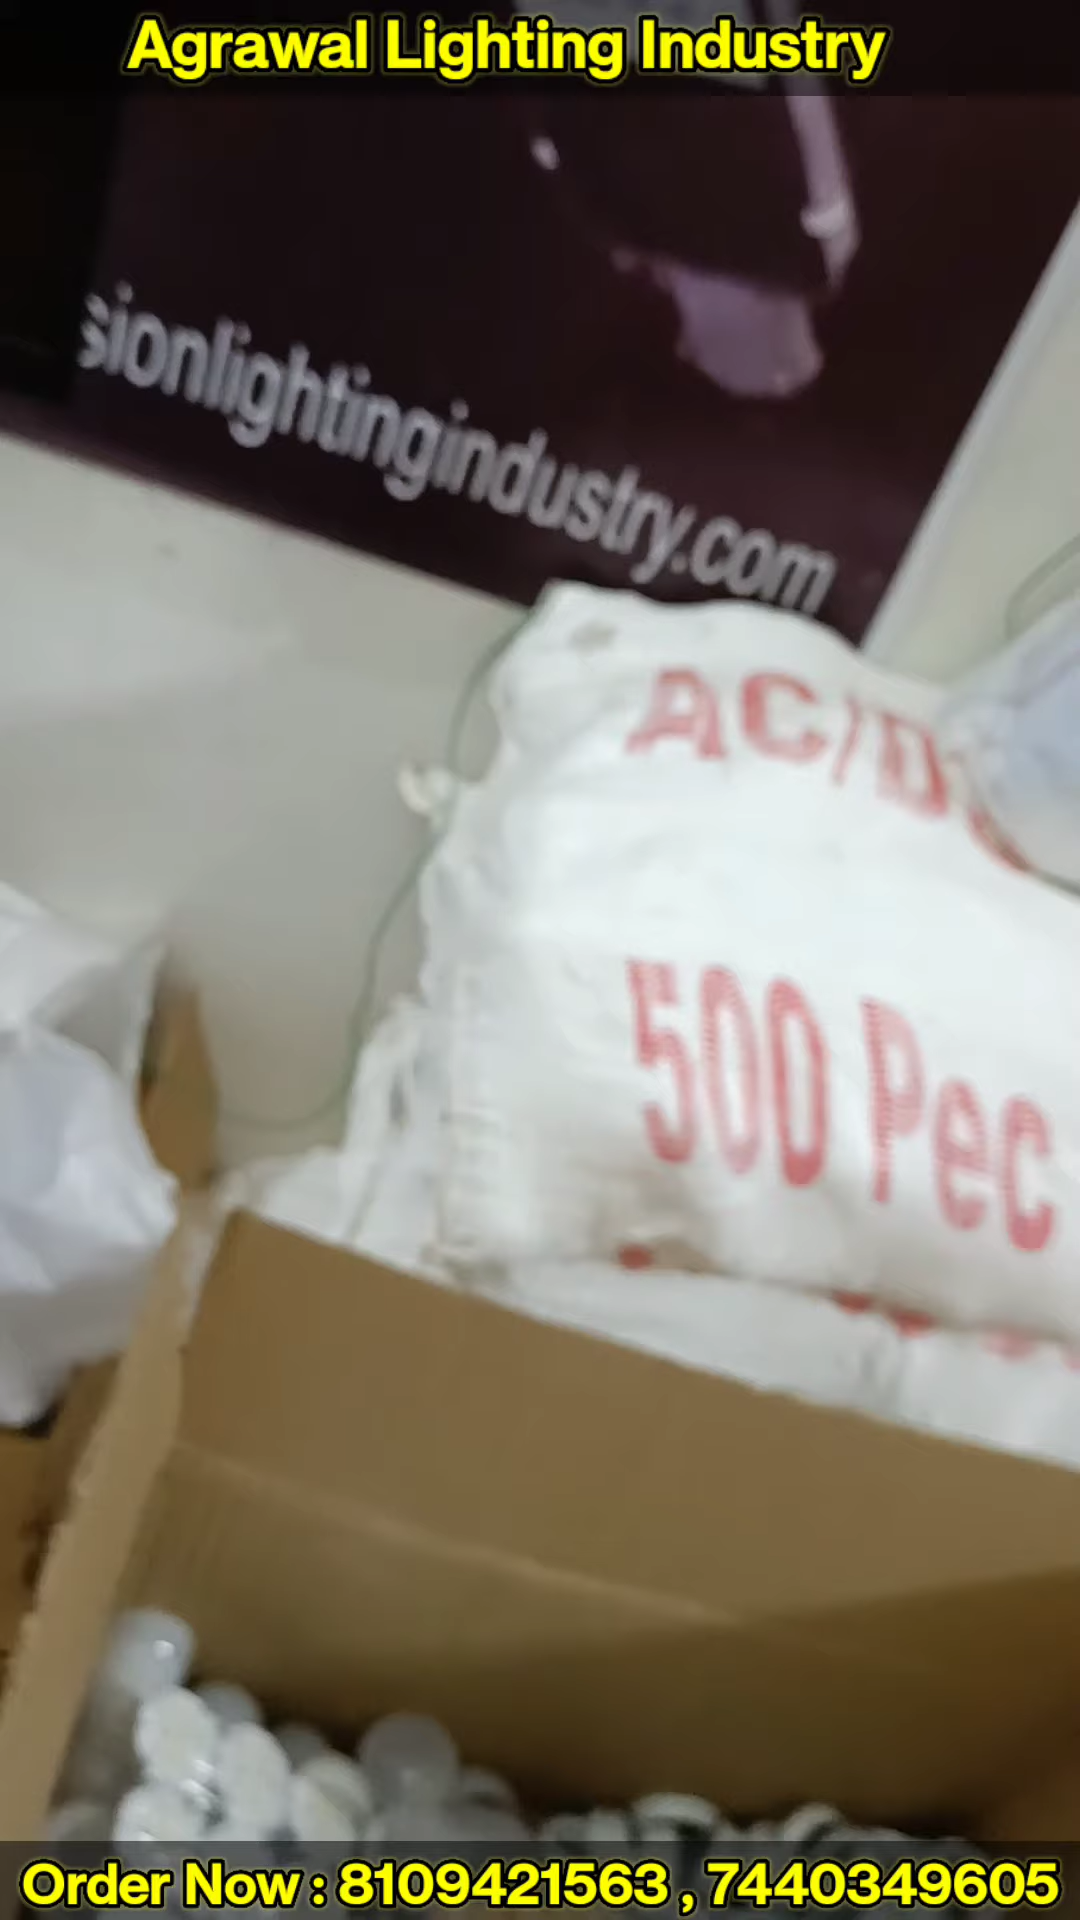 Agrawal Lighting Industry
sionlightingindustry.com
AC/D
500 Pec
Order Now : 8109421563 , 7440349605